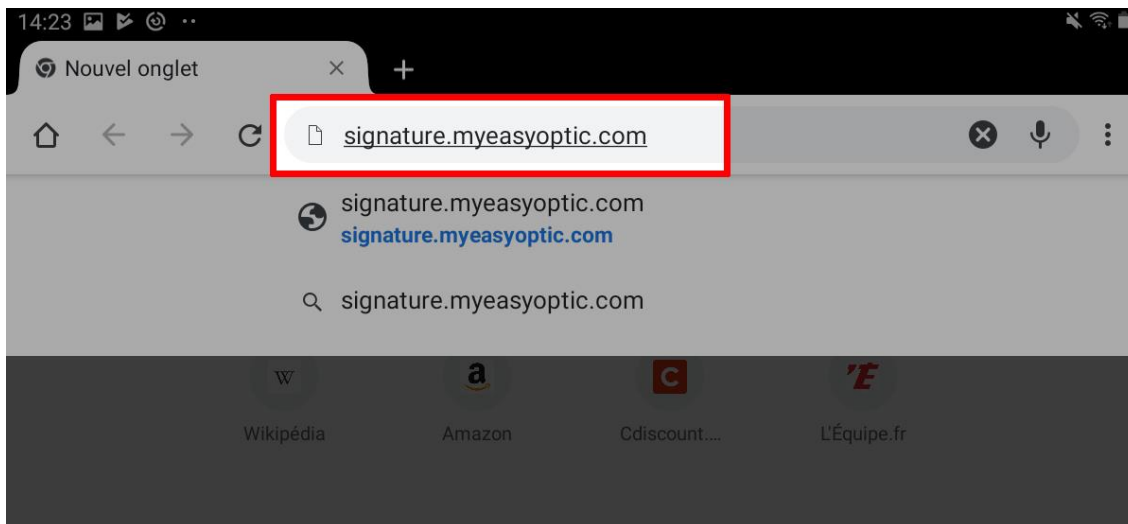 14:23
Nouvel onglet
signature.myeasyoptic.com
signature.myeasyoptic.com
signature.myeasyoptic.com
signature.myeasyoptic.com
W a C 'E
Wikipédia Amazon Cdiscount.... L'Équipe.fr